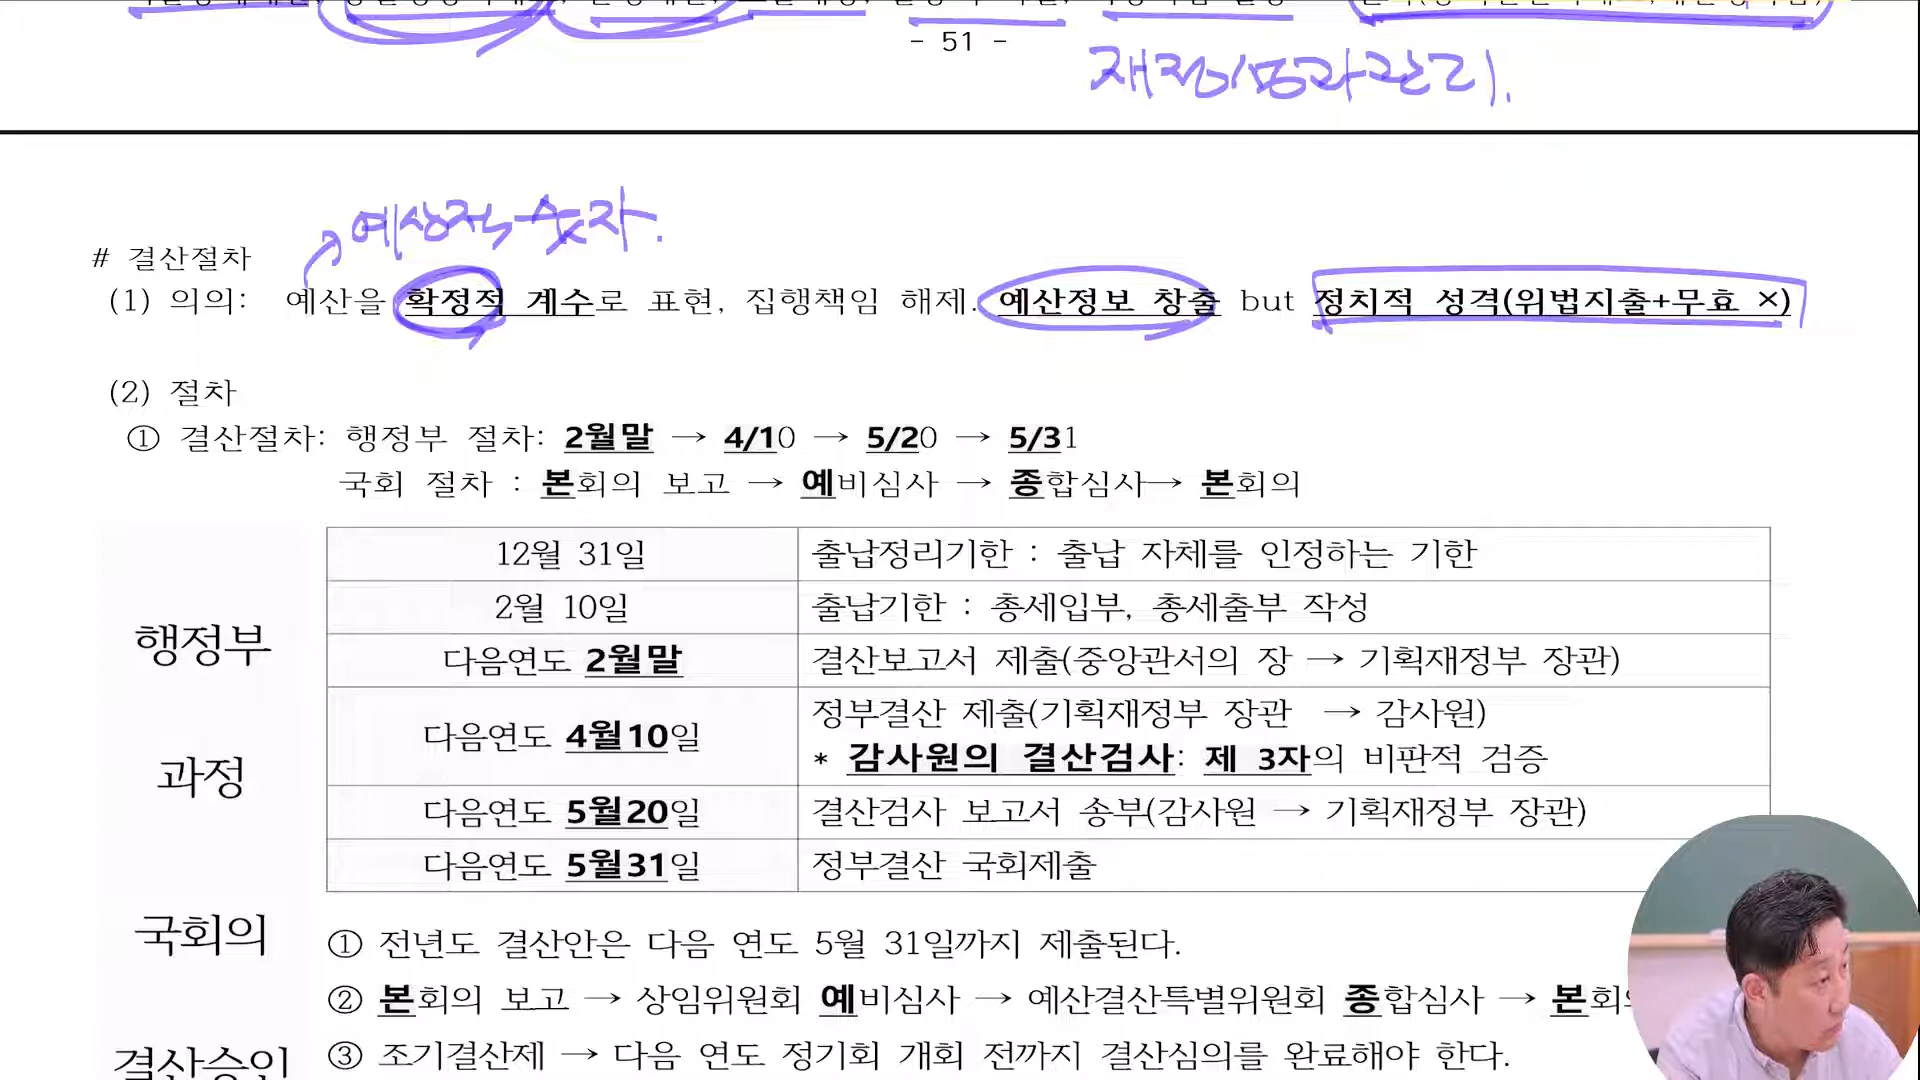 - 51 -
재정성과관리).
예상적 숫자.
# 결산절차
(1) 의의: 예산을 확정적 계수로 표현, 집행책임 해제. 예산정보 창출 but 정치적 성격(위법지출+무효 ×)
(2) 절차
① 결산절차: 행정부 절차: 2월말 → 4/10 → 5/20 → 5/31
국회 절차 : 본회의 보고 → 예비심사 → 종합심사→ 본회의
행정부
과정
12월 31일 출납정리기한 : 출납 자체를 인정하는 기한
2월 10일 출납기한 : 총세입부, 총세출부 작성
다음연도 2월말 결산보고서 제출(중앙관서의 장 → 기획재정부 장관)
다음연도 4월10일 정부결산 제출(기획재정부 장관 → 감사원)
* 감사원의 결산검사: 제 3자의 비판적 검증
다음연도 5월20일 결산검사 보고서 송부(감사원 → 기획재정부 장관)
다음연도 5월31일 정부결산 국회제출
국회의
결산승인
① 전년도 결산안은 다음 연도 5월 31일까지 제출된다.
② 본회의 보고 → 상임위원회 예비심사 → 예산결산특별위원회 종합심사 → 본회
③ 조기결산제 → 다음 연도 정기회 개회 전까지 결산심의를 완료해야 한다.